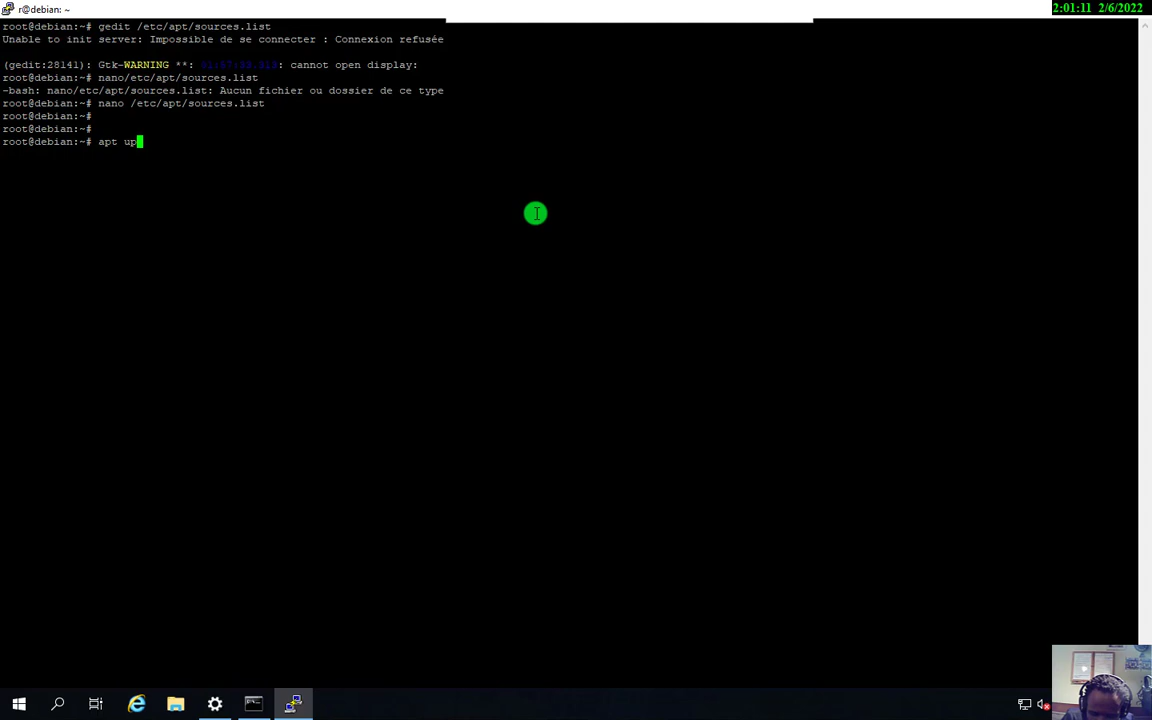 r@debian: ~
2:01:11 2/6/2022
root@debian:~# gedit /etc/apt/sources.list
Unable to init server: Impossible de se connecter : Connexion refusée
(gedit:28141): Gtk-WARNING **: : cannot open display:
root@debian:~# nano/etc/apt/sources.list
-bash: nano/etc/apt/sources.list: Aucun fichier ou dossier de ce type
root@debian:~# nano /etc/apt/sources.list
root@debian:~#
root@debian:~#
root@debian:~# apt up